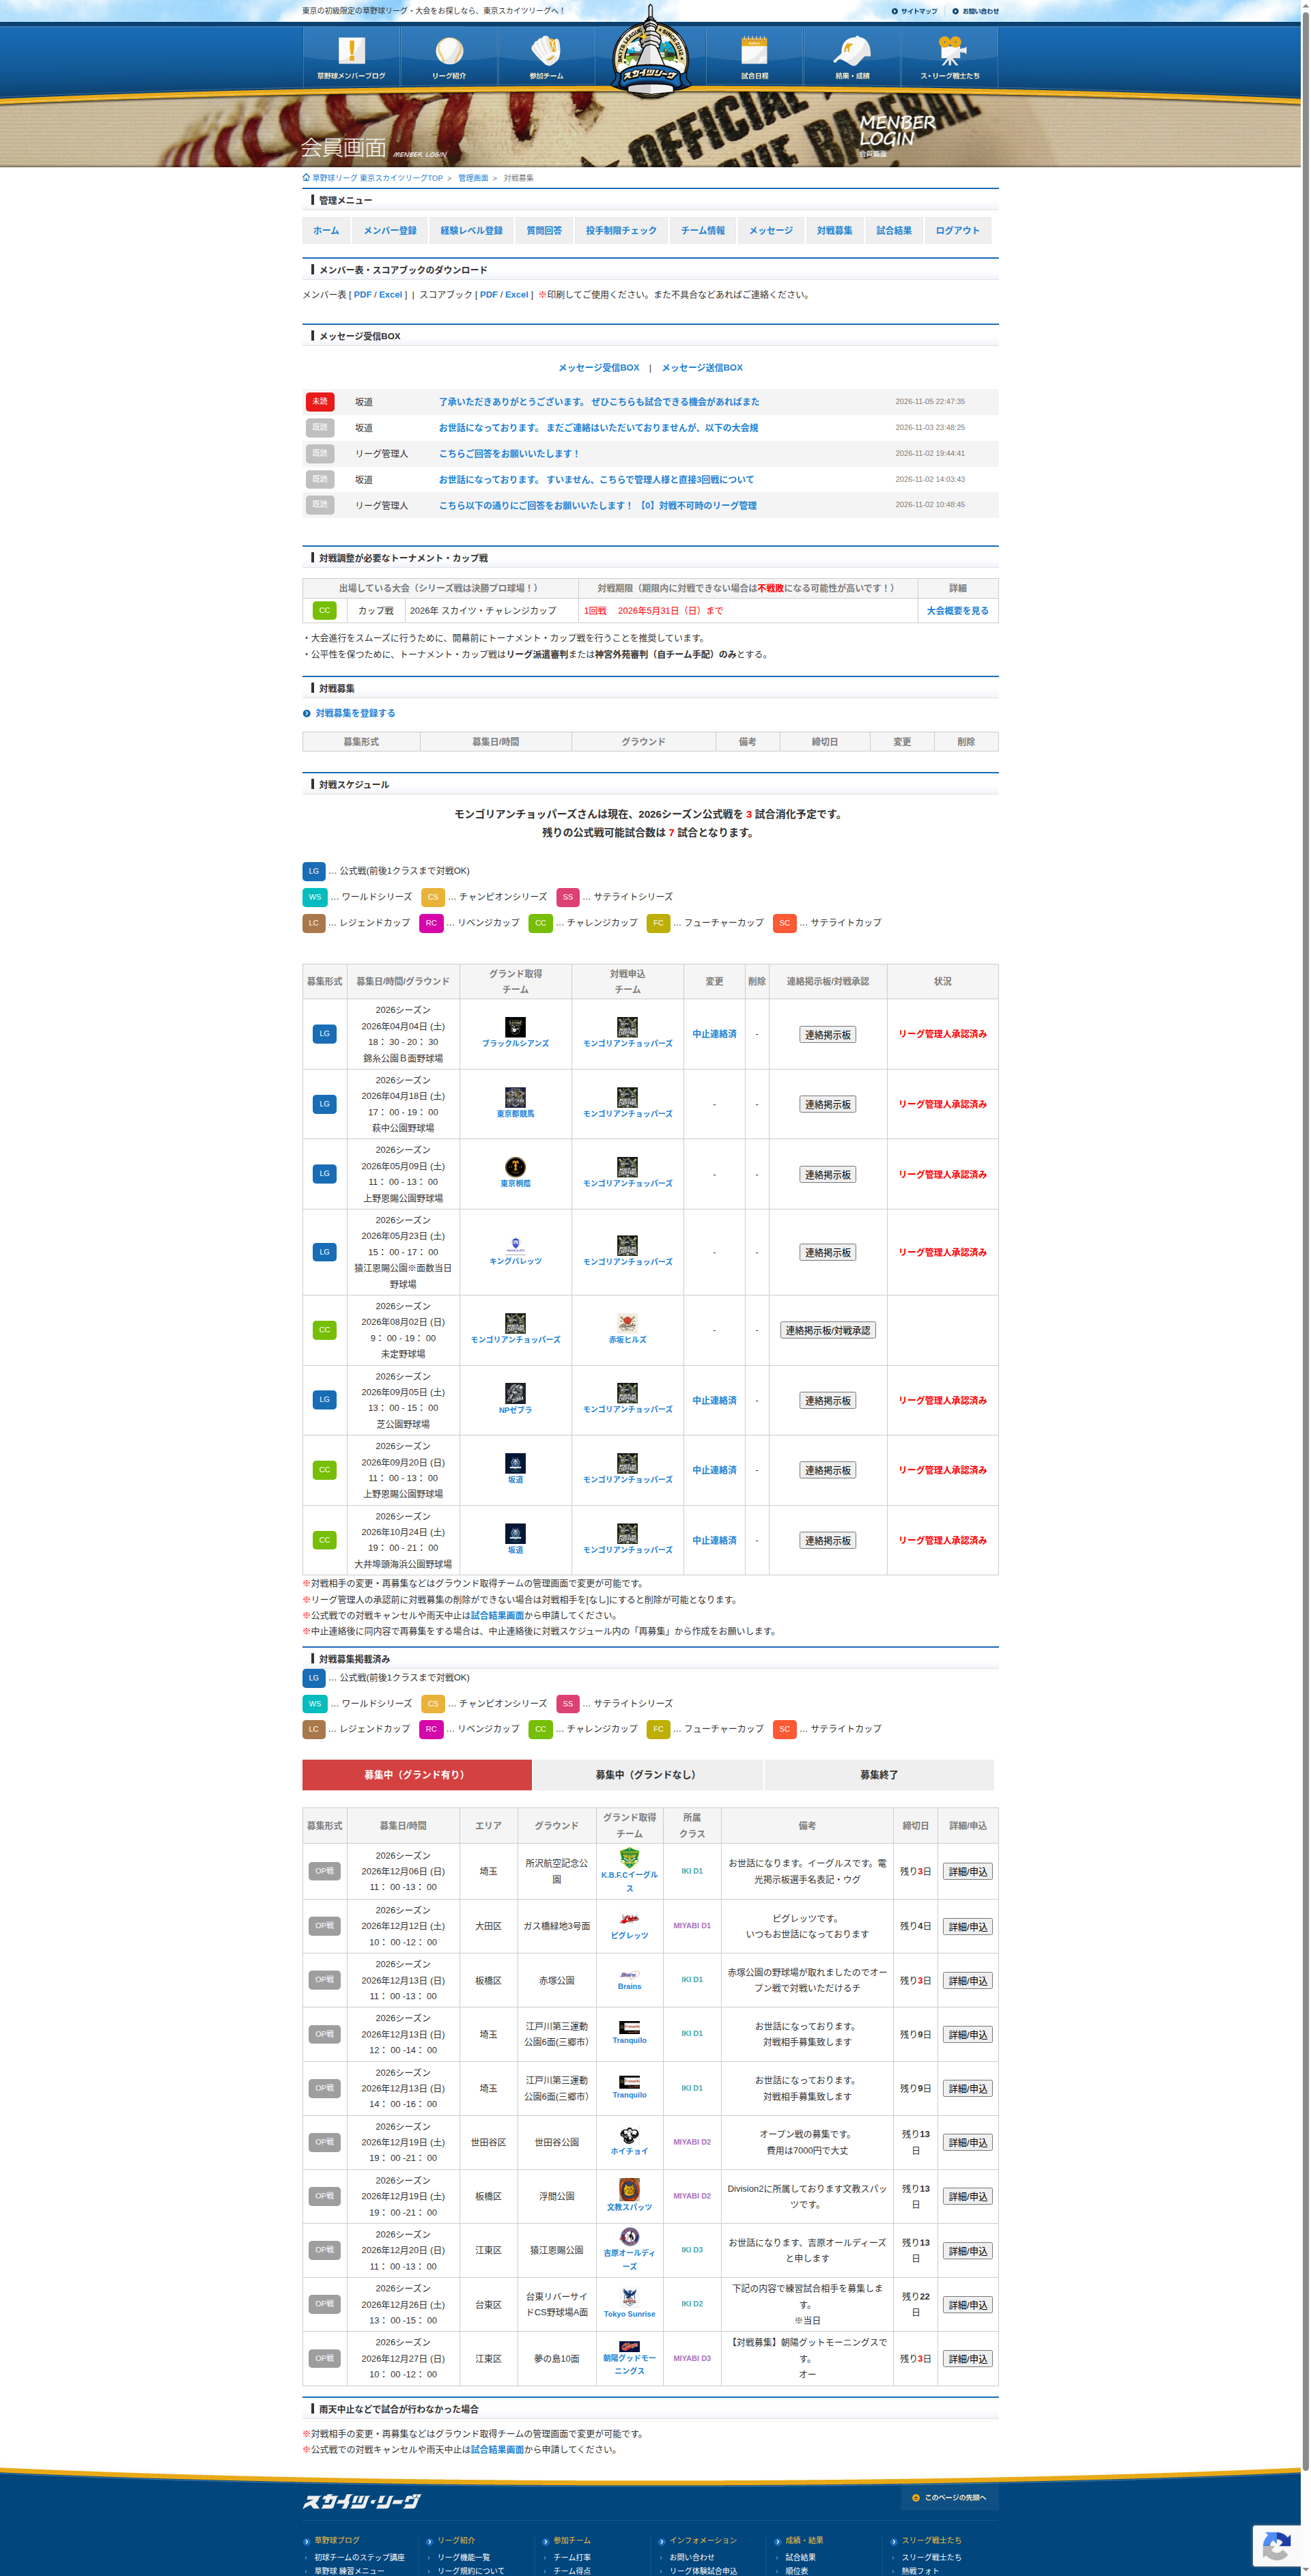 東京の初級限定の草野球リーグ・大会をお探しなら、東京スカイツリーグへ！
サイトマップ
お問い合わせ
草野球メンバーブログ
リーグ紹介
参加チーム
スカイツリーグ
試合日程
結果・成績
ス・リーグ戦士たち
会員画面 MENBER LOGIN
MENBER
LOGIN
会員画面
草野球リーグ 東京スカイツリーグTOP > 管理画面 > 対戦募集
管理メニュー
ホーム メンバー登録 経験レベル登録 質問回答 投手制限チェック チーム情報 メッセージ 対戦募集 試合結果 ログアウト
メンバー表・スコアブックのダウンロード
メンバー表 [ PDF / Excel ] | スコアブック [ PDF / Excel ] ※印刷してご使用ください。また不具合などあればご連絡ください。
メッセージ受信BOX
メッセージ受信BOX | メッセージ送信BOX
未読 坂道 了承いただきありがとうございます。 ぜひこちらも試合できる機会があればまた 2026-11-05 22:47:35
既読 坂道 お世話になっております。 まだご連絡はいただいておりませんが、以下の大会規 2026-11-03 23:48:25
既読 リーグ管理人 こちらご回答をお願いいたします！ 2026-11-02 19:44:41
既読 坂道 お世話になっております。 すいません、こちらで管理人様と直接3回戦について 2026-11-02 14:03:43
既読 リーグ管理人 こちら以下の通りにご回答をお願いいたします！ 【0】対戦不可時のリーグ管理 2026-11-02 10:48:45
対戦調整が必要なトーナメント・カップ戦
出場している大会（シリーズ戦は決勝プロ球場！） 対戦期限（期限内に対戦できない場合は不戦敗になる可能性が高いです！） 詳細
CC カップ戦 2026年 スカイツ・チャレンジカップ 1回戦 2026年5月31日（日）まで 大会概要を見る
・大会進行をスムーズに行うために、開幕前にトーナメント・カップ戦を行うことを推奨しています。
・公平性を保つために、トーナメント・カップ戦はリーグ派遣審判または神宮外苑審判（自チーム手配）のみとする。
対戦募集
対戦募集を登録する
募集形式 募集日/時間 グラウンド 備考 締切日 変更 削除
対戦スケジュール
モンゴリアンチョッパーズさんは現在、2026シーズン公式戦を 3 試合消化予定です。
残りの公式戦可能試合数は 7 試合となります。
LG … 公式戦(前後1クラスまで対戦OK)
WS … ワールドシリーズ CS … チャンピオンシリーズ SS … サテライトシリーズ
LC … レジェンドカップ RC … リベンジカップ CC … チャレンジカップ FC … フューチャーカップ SC … サテライトカップ
募集形式 募集日/時間/グラウンド グランド取得チーム 対戦申込チーム 変更 削除 連絡掲示板/対戦承認 状況
LG 2026シーズン 2026年04月04日 (土) 18： 30 - 20： 30 錦糸公園Ｂ面野球場 ブラックルシアンズ モンゴリアンチョッパーズ 中止連絡済 - 連絡掲示板 リーグ管理人承認済み
LG 2026シーズン 2026年04月18日 (土) 17： 00 - 19： 00 萩中公園野球場 東京都競馬 モンゴリアンチョッパーズ - - 連絡掲示板 リーグ管理人承認済み
LG 2026シーズン 2026年05月09日 (土) 11： 00 - 13： 00 上野恩賜公園野球場 東京桐蔭 モンゴリアンチョッパーズ - - 連絡掲示板 リーグ管理人承認済み
LG 2026シーズン 2026年05月23日 (土) 15： 00 - 17： 00 猿江恩賜公園※面数当日野球場 キングバレッツ モンゴリアンチョッパーズ - - 連絡掲示板 リーグ管理人承認済み
CC 2026シーズン 2026年08月02日 (日) 9： 00 - 19： 00 未定野球場 モンゴリアンチョッパーズ 赤坂ヒルズ - - 連絡掲示板/対戦承認
LG 2026シーズン 2026年09月05日 (土) 13： 00 - 15： 00 芝公園野球場 NPゼブラ モンゴリアンチョッパーズ 中止連絡済 - 連絡掲示板 リーグ管理人承認済み
CC 2026シーズン 2026年09月20日 (日) 11： 00 - 13： 00 上野恩賜公園野球場 坂道 モンゴリアンチョッパーズ 中止連絡済 - 連絡掲示板 リーグ管理人承認済み
CC 2026シーズン 2026年10月24日 (土) 19： 00 - 21： 00 大井埠頭海浜公園野球場 坂道 モンゴリアンチョッパーズ 中止連絡済 - 連絡掲示板 リーグ管理人承認済み
※対戦相手の変更・再募集などはグラウンド取得チームの管理画面で変更が可能です。
※リーグ管理人の承認前に対戦募集の削除ができない場合は対戦相手を[なし]にすると削除が可能となります。
※公式戦での対戦キャンセルや雨天中止は試合結果画面から申請してください。
※中止連絡後に同内容で再募集をする場合は、中止連絡後に対戦スケジュール内の「再募集」から作成をお願いします。
対戦募集掲載済み
LG … 公式戦(前後1クラスまで対戦OK)
WS … ワールドシリーズ CS … チャンピオンシリーズ SS … サテライトシリーズ
LC … レジェンドカップ RC … リベンジカップ CC … チャレンジカップ FC … フューチャーカップ SC … サテライトカップ
募集中（グランド有り） 募集中（グランドなし） 募集終了
募集形式 募集日/時間 エリア グラウンド グランド取得チーム 所属クラス 備考 締切日 詳細/申込
OP戦 2026シーズン 2026年12月06日 (日) 11： 00 -13： 00 埼玉 所沢航空記念公園 K.B.F.Cイーグルス IKI D1 お世話になります。イーグルスです。電光掲示板選手名表記・ウグ 残り3日 詳細/申込
OP戦 2026シーズン 2026年12月12日 (土) 10： 00 -12： 00 大田区 ガス橋緑地3号面 ピグレッツ MIYABI D1 ピグレッツです。 いつもお世話になっております 残り4日 詳細/申込
OP戦 2026シーズン 2026年12月13日 (日) 11： 00 -13： 00 板橋区 赤塚公園 Brains IKI D1 赤塚公園の野球場が取れましたのでオープン戦で対戦いただけるチ 残り3日 詳細/申込
OP戦 2026シーズン 2026年12月13日 (日) 12： 00 -14： 00 埼玉 江戸川第三運動公園6面(三郷市） Tranquilo IKI D1 お世話になっております。 対戦相手募集致します 残り9日 詳細/申込
OP戦 2026シーズン 2026年12月13日 (日) 14： 00 -16： 00 埼玉 江戸川第三運動公園6面(三郷市） Tranquilo IKI D1 お世話になっております。 対戦相手募集致します 残り9日 詳細/申込
OP戦 2026シーズン 2026年12月19日 (土) 19： 00 -21： 00 世田谷区 世田谷公園 ホイチョイ MIYABI D2 オープン戦の募集です。 費用は7000円で大丈 残り13日 詳細/申込
OP戦 2026シーズン 2026年12月19日 (土) 19： 00 -21： 00 板橋区 浮間公園 文教スパッツ MIYABI D2 Division2に所属しております文教スパッツです。 残り13日 詳細/申込
OP戦 2026シーズン 2026年12月20日 (日) 11： 00 -13： 00 江東区 猿江恩賜公園 吉原オールディーズ IKI D3 お世話になります、吉原オールディーズと申します 残り13日 詳細/申込
OP戦 2026シーズン 2026年12月26日 (土) 13： 00 -15： 00 台東区 台東リバーサイドCS野球場A面 Tokyo Sunrise IKI D2 下記の内容で練習試合相手を募集します。 ※当日 残り22日 詳細/申込
OP戦 2026シーズン 2026年12月27日 (日) 10： 00 -12： 00 江東区 夢の島10面 朝陽グッドモーニングス MIYABI D3 【対戦募集】朝陽グットモーニングスです。 オー 残り3日 詳細/申込
雨天中止などで試合が行わなかった場合
※対戦相手の変更・再募集などはグラウンド取得チームの管理画面で変更が可能です。
※公式戦での対戦キャンセルや雨天中止は試合結果画面から申請してください。
スカイツ・リーグ
このページの先頭へ
草野球ブログ リーグ紹介 参加チーム インフォメーション 成績・結果 スリーグ戦士たち
初球チームのステップ講座 リーグ機能一覧 チーム打率 お問い合わせ 試合結果 スリーグ戦士たち
草野球 練習メニュー リーグ規約について チーム得点 リーグ体験試合申込 順位表 熱戦フォト